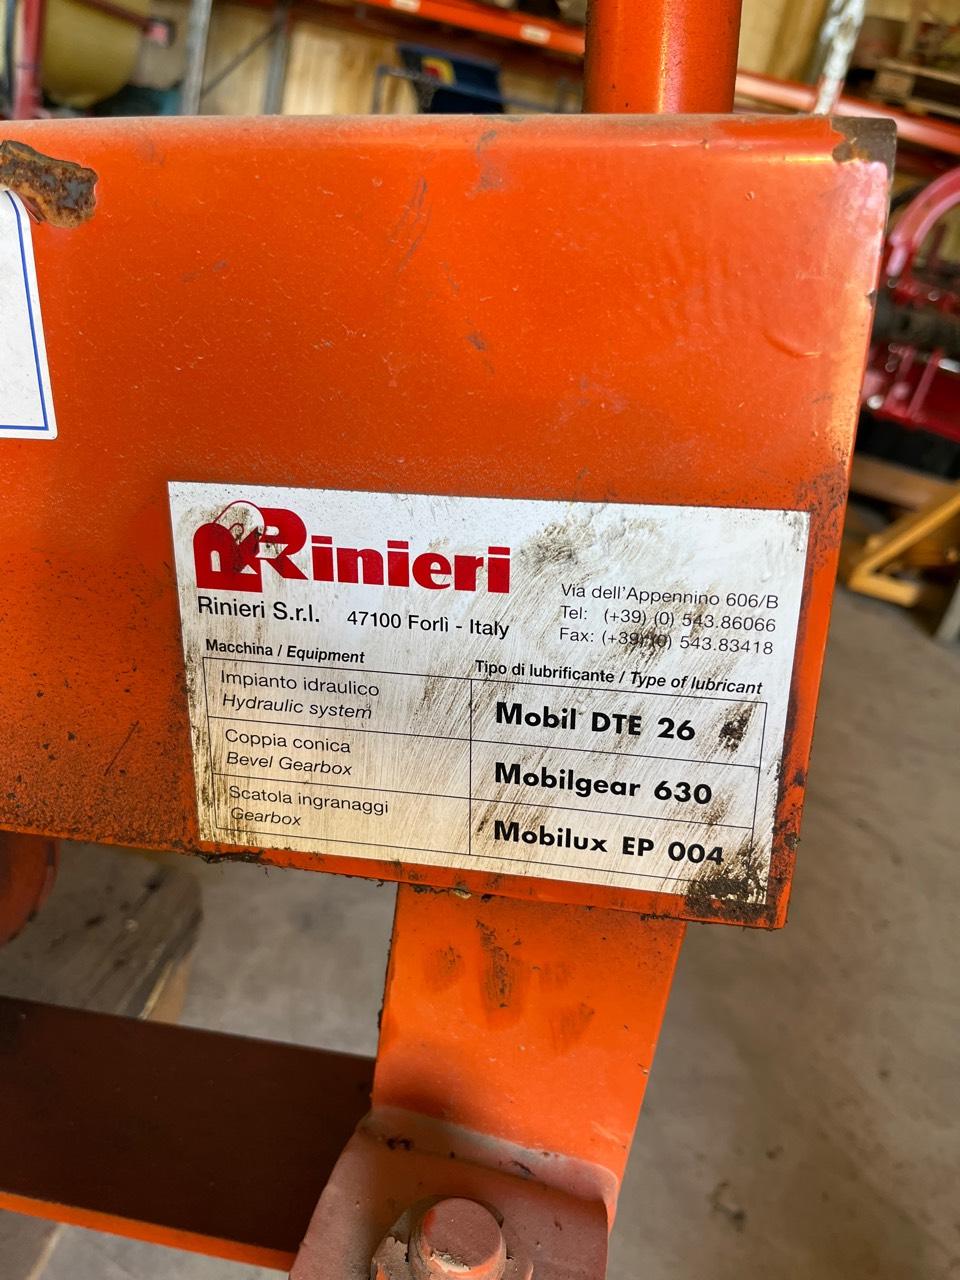 Rinieri
Rinieri S.r.l. 47100 Forlì - Italy
Via dell'Appennino 606/B
Tel: (+39) (0) 543.86066
Fax: (+39) (0) 543.83418
Macchina / Equipment
Tipo di lubrificante / Type of lubricant
Impianto idraulico
Hydraulic system
Mobil DTE 26
Coppia conica
Bevel Gearbox
Mobilgear 630
Scatola ingranaggi
Gearbox
Mobilux EP 004